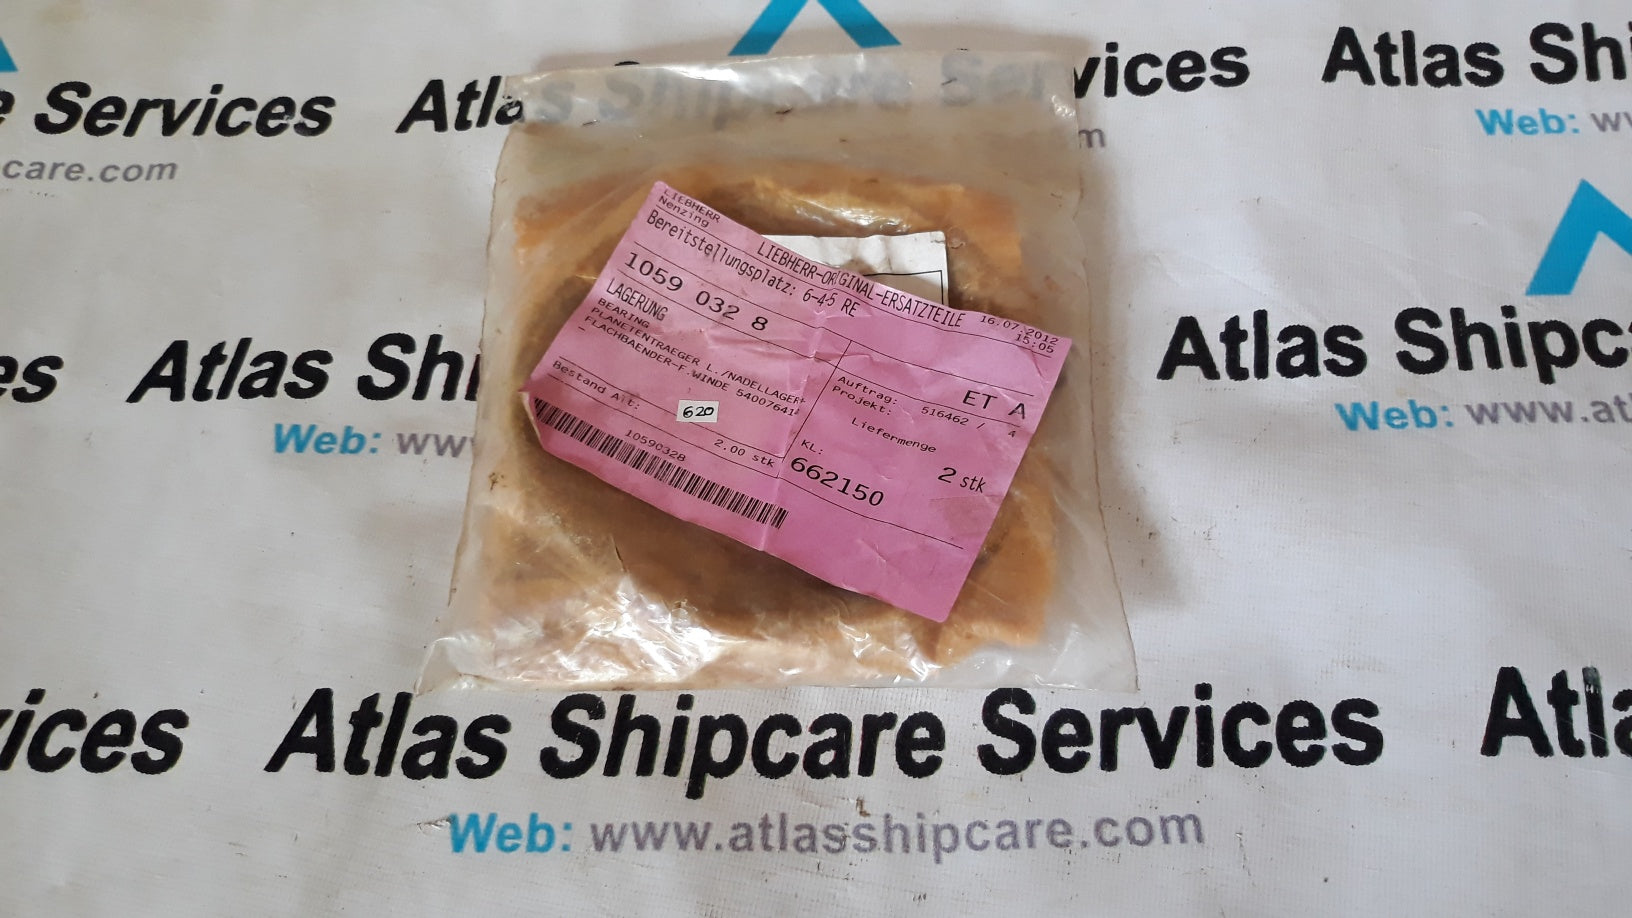 Services
Atlas Shipcare Services
Atlas Shi
care.com
Web:
m
LIEBHERR
Nenzing
LIEBHERR-ORIGINAL-ERSATZTEILE
16.07.2012
15:05
Bereitstellungsplatz: 6-4-5 RE
1059 032 8
LAGERUNG
BEARING
PLANETENTRAEGER L./NADELLAGER+
FLACHBAENDER-F.WINDE
Bestand Alt:
620
2.00 stk
10590328
ET A
Auftrag: 516462 / 4
Projekt:
Liefermenge
2 stk
KL:
662150
es
Atlas Shi
Web: www
Atlas Shipc
Web: www.at
vices
Atlas Shipcare Services
Atla
Web: www.atlasshipcare.com